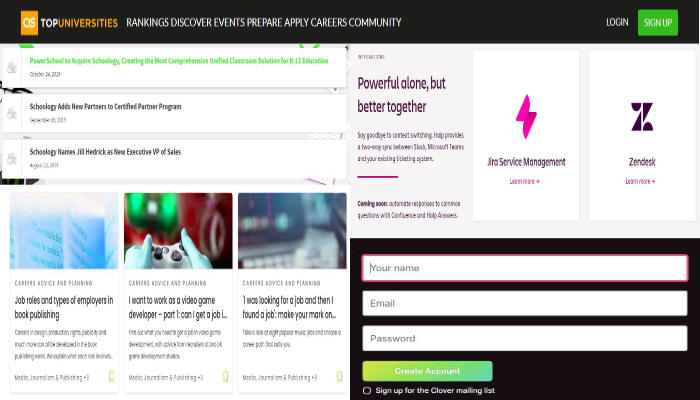 QS TOPUNIVERSITIES RANKINGS DISCOVER EVENTS PREPARE APPLY CAREERS COMMUNITY LOGIN SIGN UP
PowerSchool to Acquire Schoology, Creating the Most Comprehensive Unified Classroom Solution for K-12 Education
October 24, 2019
Schoology Adds New Partners to Certified Partner Program
September 05, 2019
Schoology Names Jill Hedrick as New Executive VP of Sales
August 12, 2019
INTEGRATIONS
Powerful alone, but
better together
Say goodbye to context switching. Halp provides
a two-way sync between Slack, Microsoft Teams
and your existing ticketing system.
Coming soon: automate responses to common
questions with Confluence and Halp Answers.
Jira Service Management
Learn more →
Zendesk
Learn more →
CAREERS ADVICE AND PLANNING
Job roles and types of employers in
book publishing
Careers in design, production, rights, publicity and
much more can all be developed in the book
publishing world. We explain what each role involves...
Media, Journalism & Publishing +3
CAREERS ADVICE AND PLANNING
I want to work as a video game
developer – part 1: can I get a job i...
Find out what you need to get a job in video game
development, with advice from recruiters at two UK
game development studios.
Media, Journalism & Publishing +3
CAREERS ADVICE AND PLANNING
'I was looking for a job and then I
found a job': make your mark on...
Take a look at eight popular music jobs and choose a
career path that suits you.
Media, Journalism & Publishing +3
Your name
Email
Password
Create Account
Sign up for the Clover mailing list